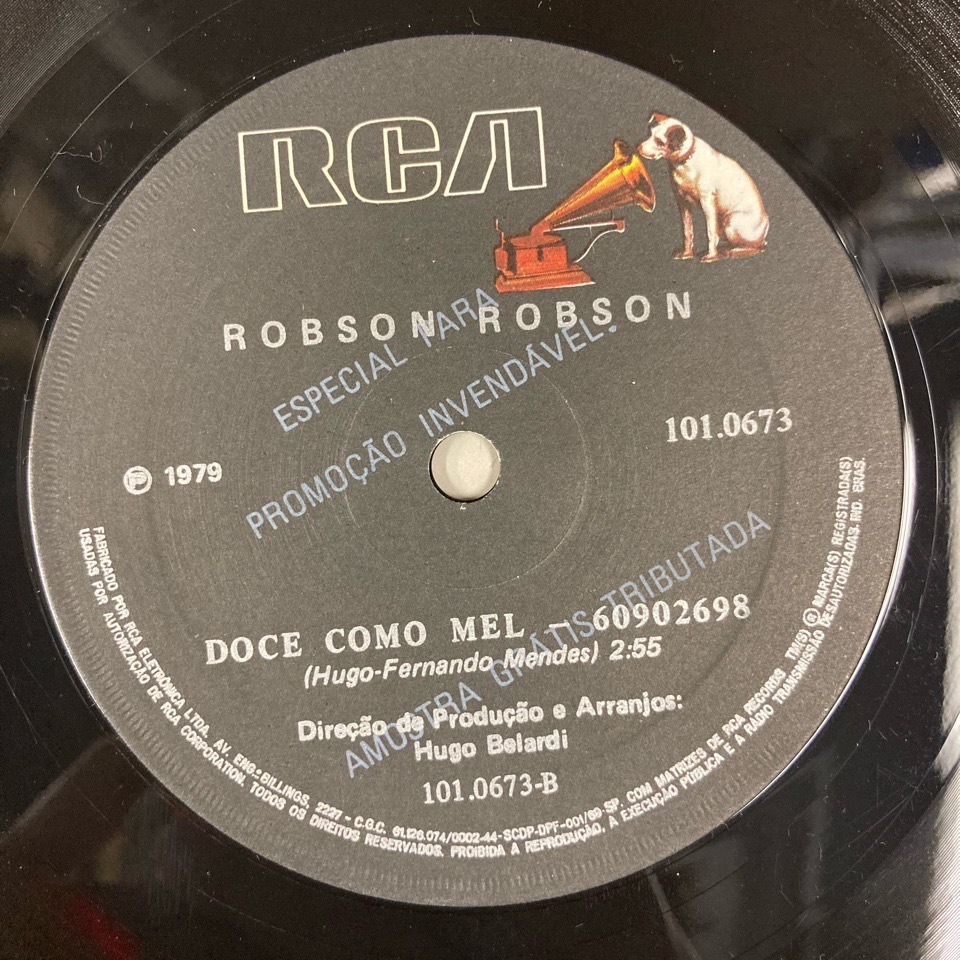 RCA
ROBSON ROBSON
ESPECIAL PARA
PROMOÇÃO INVENDÁVEL.
101.0673
Ⓟ 1979
AMOSTRA GRÁTIS TRIBUTADA
DOCE COMO MEL - 60902698
(Hugo-Fernando Mendes) 2:55
Direção de Produção e Arranjos:
Hugo Belardi
101.0673-B
FABRICADO POR RCA ELETRÔNICA LTDA. AV. ENG.º BILLINGS, 2227 - C.G.C. 61.126.074/0002-44-SCDP-DPF-001/69-SP. COM MATRIZES DE RCA RECORDS - TM(S) ® MARCA(S) REGISTRADA(S)
USADAS POR AUTORIZAÇÃO DE RCA CORPORATION. TODOS OS DIREITOS RESERVADOS. PROIBIDA A REPRODUÇÃO, A EXECUÇÃO PÚBLICA E A RÁDIO TRANSMISSÃO DESAUTORIZADAS. IND. BRAS.